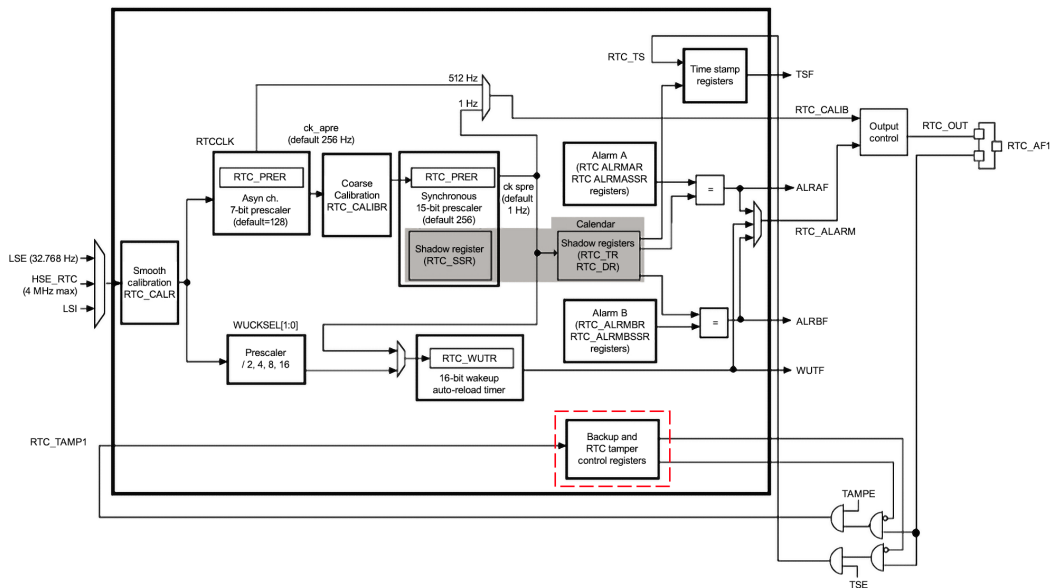 RTC_TS
Time stamp
registers
TSF
512 Hz
1 Hz
RTC_CALIB
Output
control
RTC_OUT
RTC_AF1
RTCCLK
ck_apre
(default 256 Hz)
RTC_PRER
Asyn ch.
7-bit prescaler
(default=128)
Coarse
Calibration
RTC_CALIBR
RTC_PRER
Synchronous
15-bit prescaler
(default 256)
ck spre
(default
1 Hz)
Alarm A
(RTC ALRMAR
RTC ALRMASSR
registers)
=
ALRAF
RTC_ALARM
Calendar
Shadow register
(RTC_SSR)
Shadow registers
(RTC_TR
RTC_DR)
LSE (32.768 Hz)
HSE_RTC
(4 MHz max)
LSI
Smooth
calibration
RTC_CALR
Alarm B
(RTC_ALRMBR
RTC_ALRMBSSR
registers)
=
ALRBF
WUCKSEL[1:0]
Prescaler
/ 2, 4, 8, 16
RTC_WUTR
16-bit wakeup
auto-reload timer
WUTF
RTC_TAMP1
Backup and
RTC tamper
control registers
TAMPE
TSE